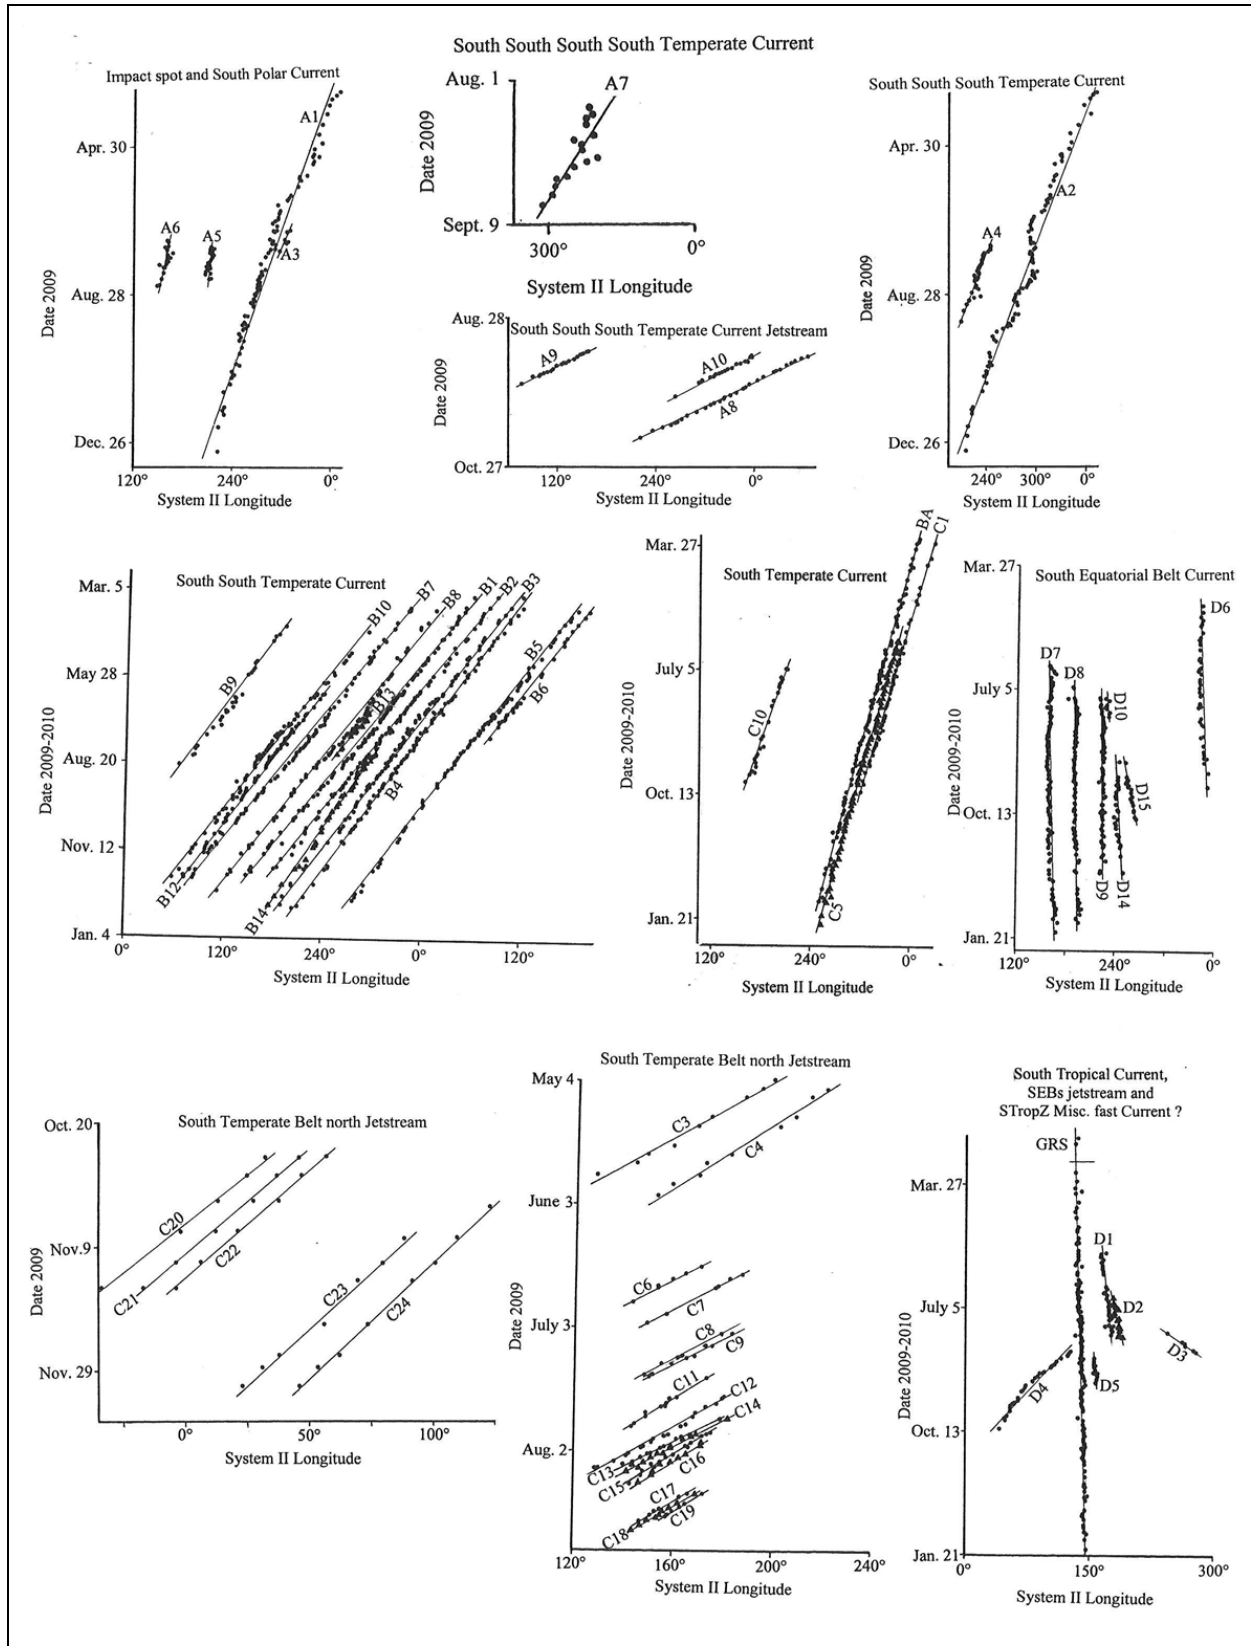 South South South South Temperate Current
Impact spot and South Polar Current
A1
A6
A5
A3
Apr. 30
Aug. 28
Dec. 26
Date 2009
120°
240°
0°
System II Longitude
Aug. 1
A7
Date 2009
Sept. 9
300°
0°
System II Longitude
South South South Temperate Current
Apr. 30
A2
A4
Aug. 28
Dec. 26
Date 2009
240°
300°
0°
System II Longitude
Aug. 28
South South South Temperate Current Jetstream
A9
A10
A8
Date 2009
Oct. 27
120°
240°
0°
System II Longitude
Mar. 5
South South Temperate Current
B10
B7
B8
B1
B2
B3
B5
B6
B9
B13
B4
B12
B14
May 28
Aug. 20
Nov. 12
Jan. 4
Date 2009-2010
0°
120°
240°
0°
120°
System II Longitude
Mar. 27
BA
C1
South Temperate Current
July 5
C10
Oct. 13
C5
Jan. 21
Date 2009-2010
120°
240°
0°
System II Longitude
Mar. 27
South Equatorial Belt Current
D6
D7
D8
July 5
D10
D15
Oct. 13
D9
D14
Jan. 21
Date 2009-2010
120°
240°
0°
System II Longitude
Oct. 20
South Temperate Belt north Jetstream
C20
C22
C21
C23
C24
Nov.9
Nov. 29
Date 2009
0°
50°
100°
System II Longitude
South Temperate Belt north Jetstream
May 4
C3
C4
June 3
C6
C7
July 3
C8
C9
C11
C12
C14
Aug. 2
C13
C16
C15
C17
C19
C18
Date 2009
120°
160°
200°
240°
System II Longitude
South Tropical Current,
SEBs jetstream and
STropZ Misc. fast Current ?
GRS
Mar. 27
D1
July 5
D2
D3
D4
D5
Oct. 13
Jan. 21
Date 2009-2010
0°
150°
300°
System II Longitude